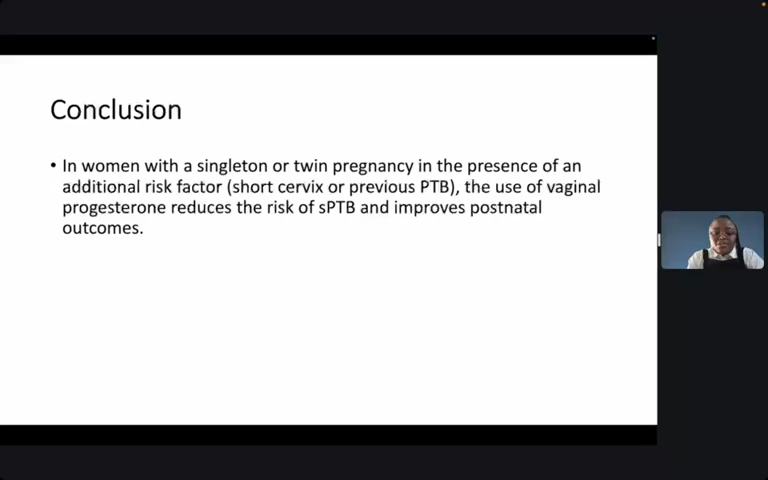 Conclusion
• In women with a singleton or twin pregnancy in the presence of an
additional risk factor (short cervix or previous PTB), the use of vaginal
progesterone reduces the risk of sPTB and improves postnatal
outcomes.